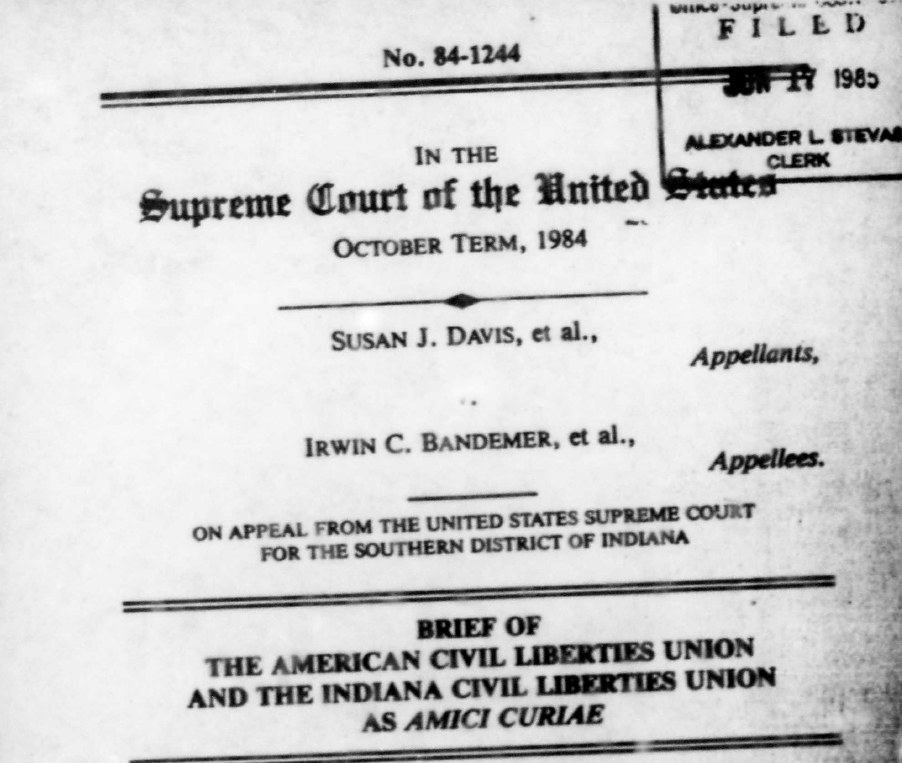 No. 84-1244
FILED
JUN 17 1985
ALEXANDER L. STEVAS
CLERK
IN THE
Supreme Court of the United States
OCTOBER TERM, 1984
SUSAN J. DAVIS, et al.,
Appellants,
IRWIN C. BANDEMER, et al.,
Appellees.
ON APPEAL FROM THE UNITED STATES SUPREME COURT
FOR THE SOUTHERN DISTRICT OF INDIANA
BRIEF OF
THE AMERICAN CIVIL LIBERTIES UNION
AND THE INDIANA CIVIL LIBERTIES UNION
AS AMICI CURIAE